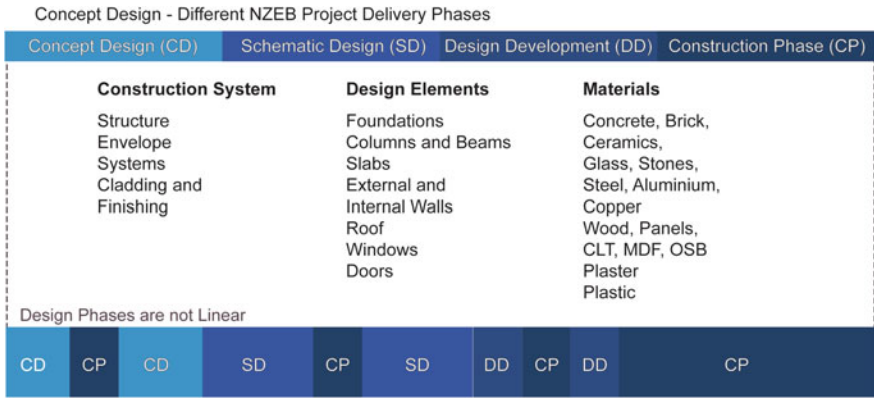 Concept Design - Different NZEB Project Delivery Phases
Concept Design (CD) Schematic Design (SD) Design Development (DD) Construction Phase (CP)
Construction System
Structure
Envelope
Systems
Cladding and
Finishing
Design Elements
Foundations
Columns and Beams
Slabs
External and
Internal Walls
Roof
Windows
Doors
Materials
Concrete, Brick,
Ceramics,
Glass, Stones,
Steel, Aluminium,
Copper
Wood, Panels,
CLT, MDF, OSB
Plaster
Plastic
Design Phases are not Linear
CD CP CD SD CP SD DD CP DD CP